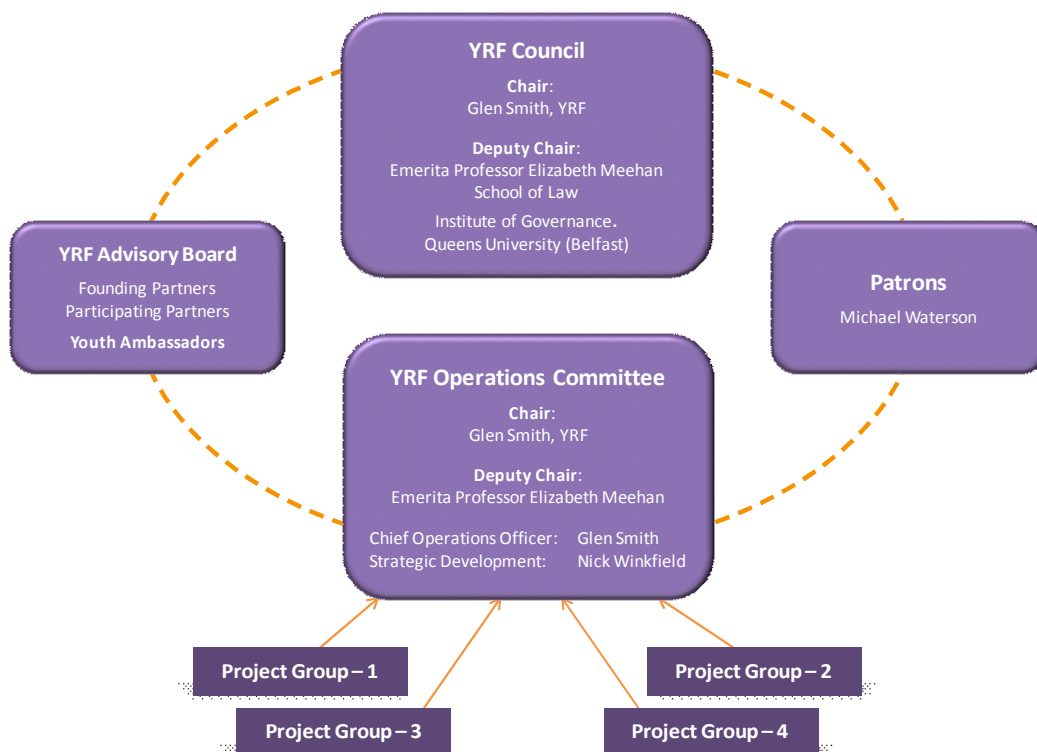 YRF Council
Chair:
Glen Smith, YRF
Deputy Chair:
Emerita Professor Elizabeth Meehan
School of Law
Institute of Governance.
Queens University (Belfast)
YRF Advisory Board
Founding Partners
Participating Partners
Youth Ambassadors
Patrons
Michael Waterson
YRF Operations Committee
Chair:
Glen Smith, YRF
Deputy Chair:
Emerita Professor Elizabeth Meehan
Chief Operations Officer: Glen Smith
Strategic Development: Nick Winkfield
Project Group – 1
Project Group – 2
Project Group – 3
Project Group – 4